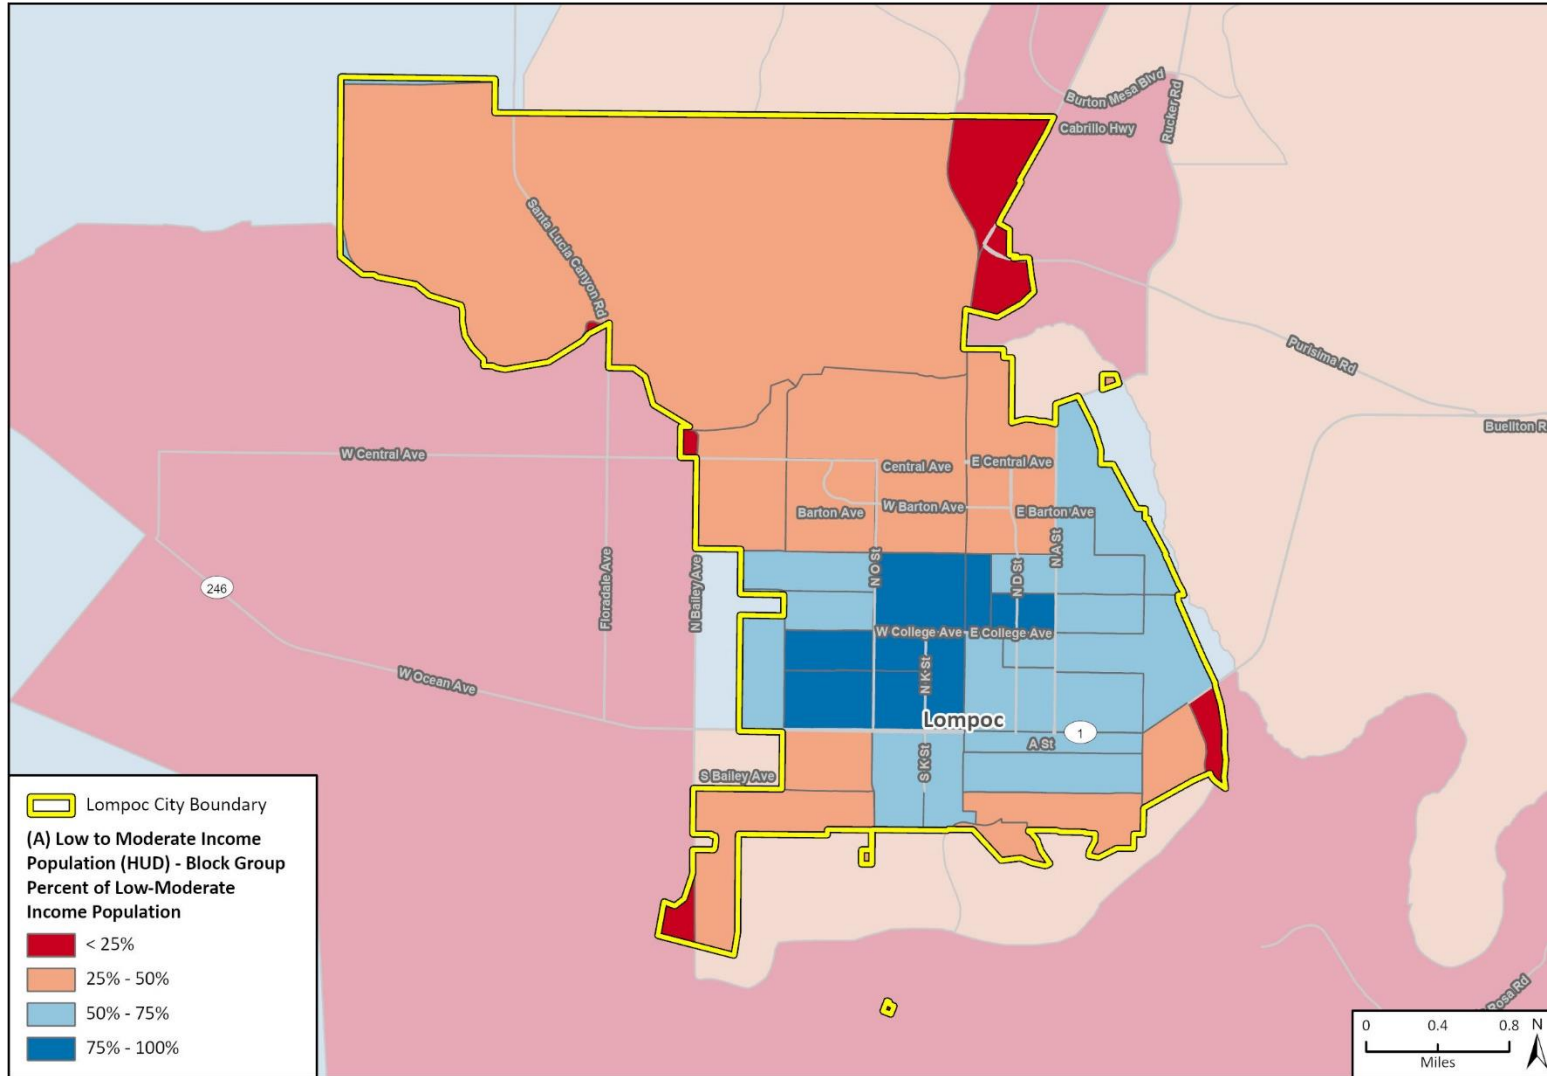 Burton Mesa Blvd
Rucker Rd
Cabrillo Hwy
Santa Lucia Canyon Rd
Purisima Rd
Buellton R
W Central Ave
Central Ave
E Central Ave
Barton Ave
W Barton Ave
E Barton Ave
N O St
N D St
N A St
246
Floradale Ave
N Bailey Ave
W College Ave
E College Ave
N K St
W Ocean Ave
Lompoc
1
A St
S Bailey Ave
S K St
Rosa Rd
Lompoc City Boundary
(A) Low to Moderate Income
Population (HUD) - Block Group
Percent of Low-Moderate
Income Population
< 25%
25% - 50%
50% - 75%
75% - 100%
0 0.4 0.8 N
Miles